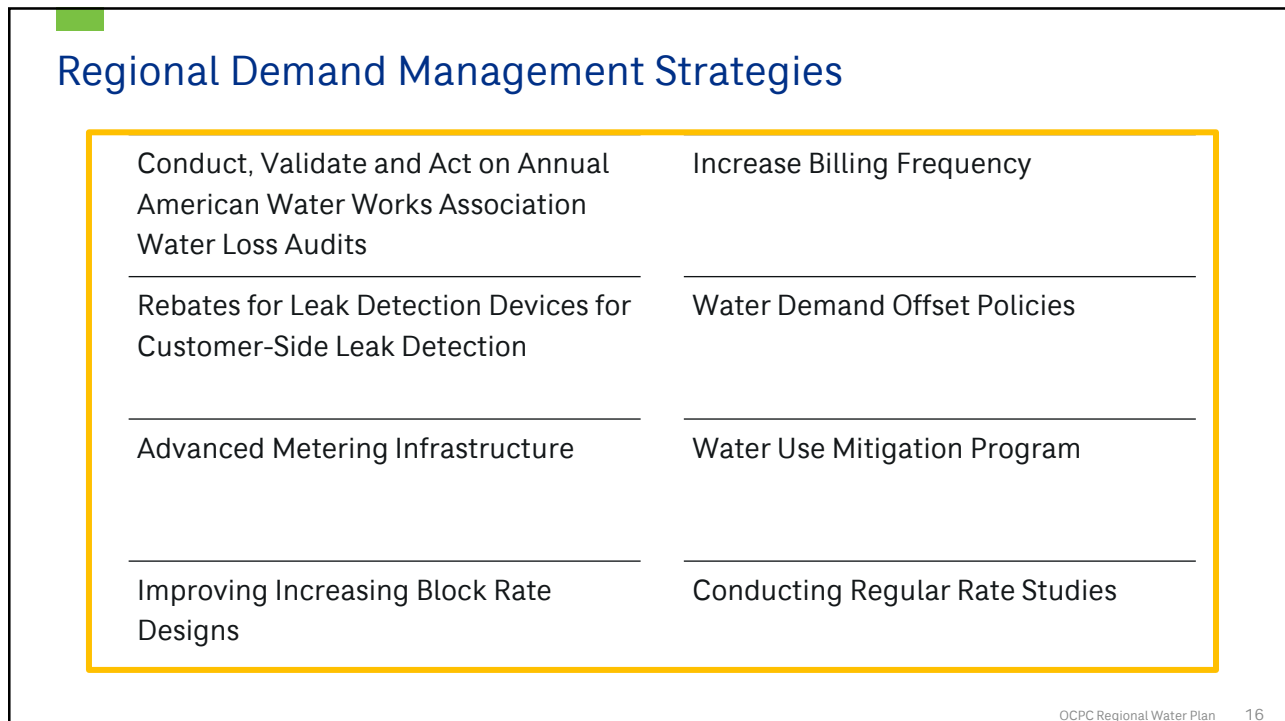 Regional Demand Management Strategies
Conduct, Validate and Act on Annual
American Water Works Association
Water Loss Audits
Increase Billing Frequency
Rebates for Leak Detection Devices for
Customer-Side Leak Detection
Water Demand Offset Policies
Advanced Metering Infrastructure
Water Use Mitigation Program
Improving Increasing Block Rate
Designs
Conducting Regular Rate Studies
OCPC Regional Water Plan 16